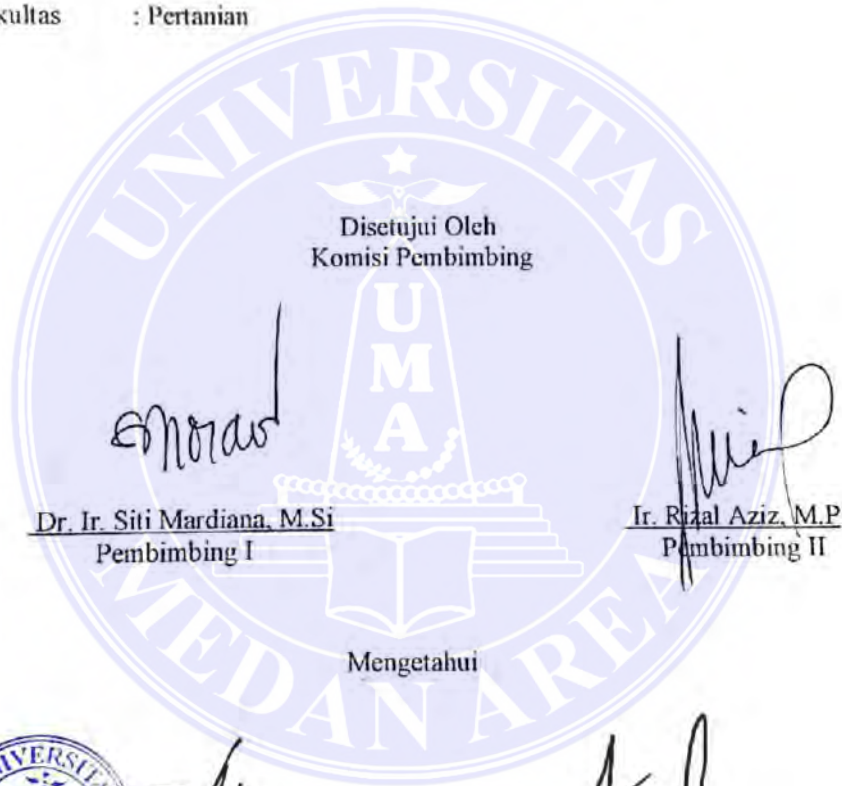 kultas : Pertanian
UNIVERSITAS
Disetujui Oleh
Komisi Pembimbing
UMA
Dr. Ir. Siti Mardiana, M.Si Ir. Rizal Aziz, M.P
Pembimbing I Pembimbing II
MEDAN AREA
Mengetahui